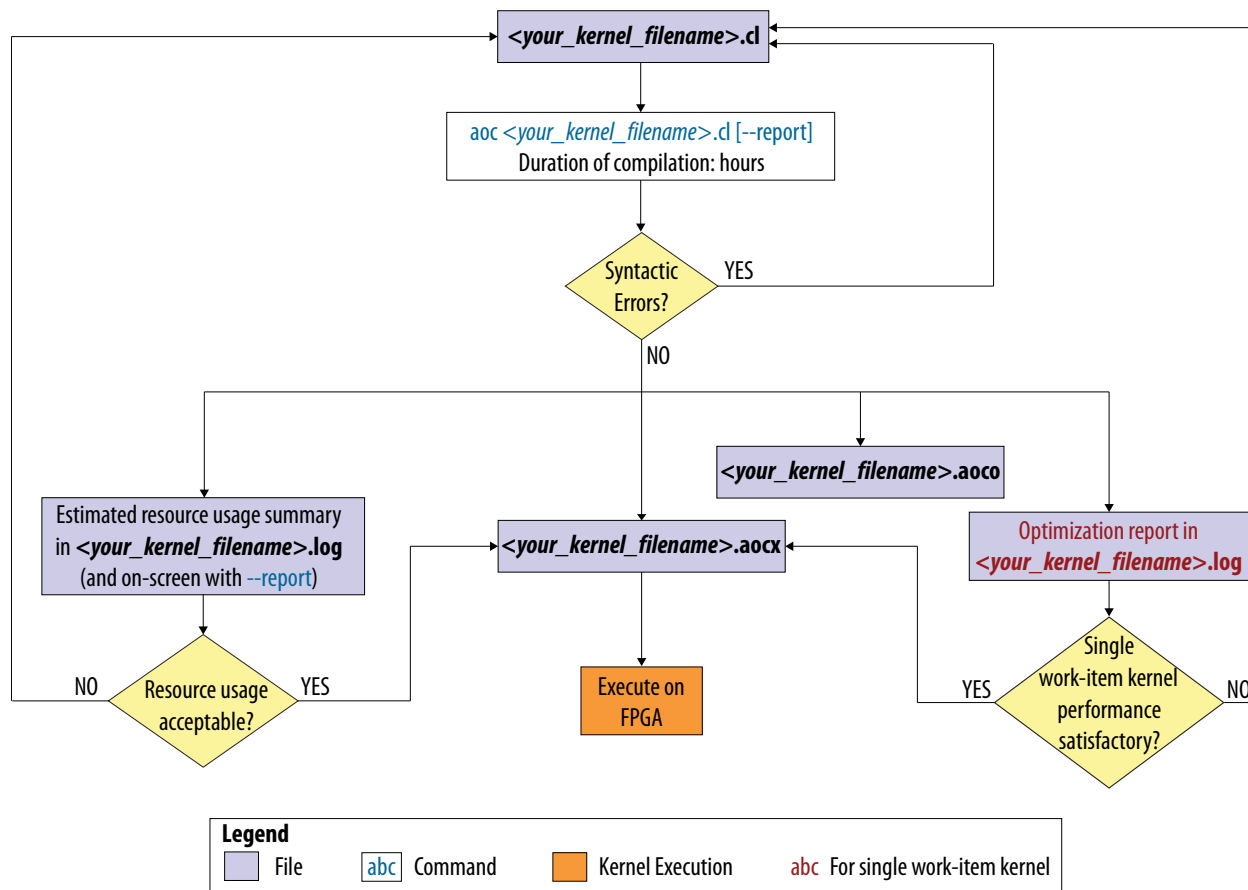 <your_kernel_filename>.cl
aoc <your_kernel_filename>.cl [--report]
Duration of compilation: hours
Syntactic
Errors?
YES
NO
<your_kernel_filename>.aoco
Estimated resource usage summary
in <your_kernel_filename>.log
(and on-screen with --report)
<your_kernel_filename>.aocx
Optimization report in
<your_kernel_filename>.log
NO
Resource usage
acceptable?
YES
Execute on
FPGA
YES
Single
work-item kernel
performance
satisfactory?
NO
Legend
File
abc Command
Kernel Execution
abc For single work-item kernel